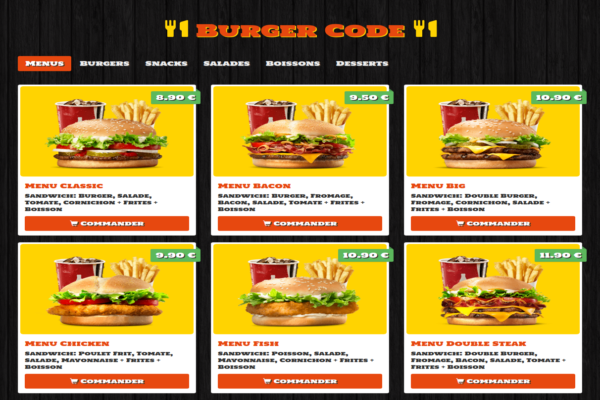 Burger Code
Menus Burgers Snacks Salades Boissons Desserts
8.90 € 9.50 € 10.90 €
Menu Classic
Sandwich: Burger, Salade,
Tomate, Cornichon + Frites +
Boisson
Commander
Menu Bacon
Sandwich: Burger, Fromage,
Bacon, Salade, Tomate + Frites +
Boisson
Commander
Menu Big
Sandwich: Double Burger,
Fromage, Cornichon, Salade +
Frites + Boisson
Commander
9.90 € 10.90 € 11.90 €
Menu Chicken
Sandwich: Poulet Frit, Tomate,
Salade, Mayonnaise + Frites +
Boisson
Commander
Menu Fish
Sandwich: Poisson, Salade,
Mayonnaise, Cornichon + Frites +
Boisson
Commander
Menu Double Steak
Sandwich: Double Burger,
Fromage, Bacon, Salade, Tomate +
Frites + Boisson
Commander